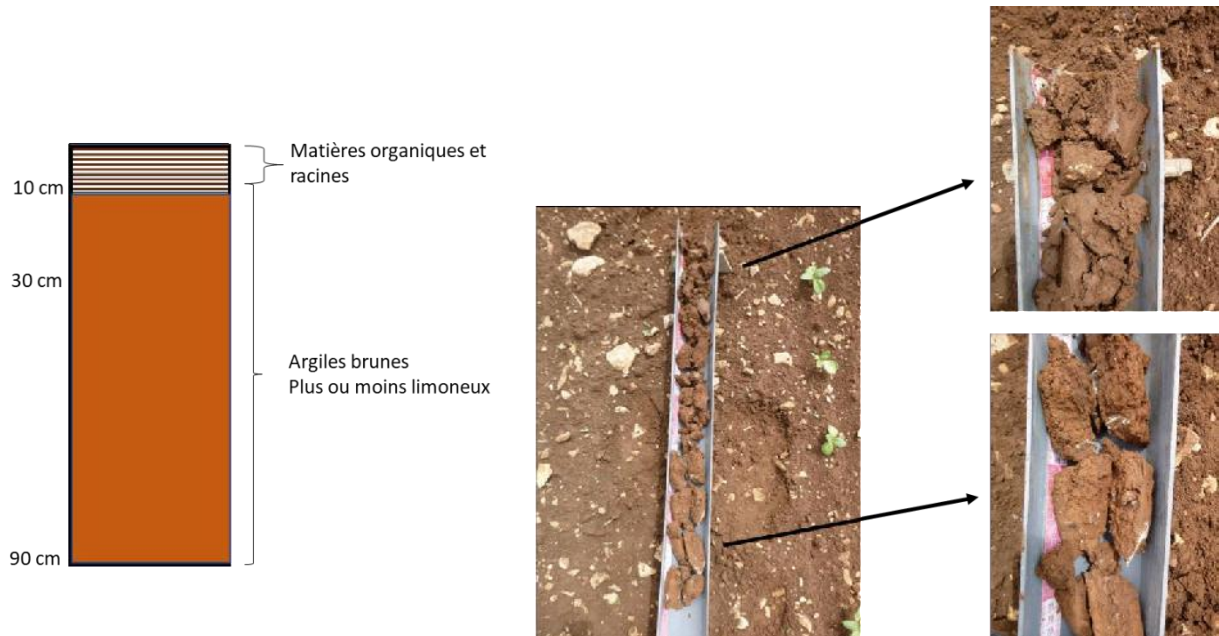 Matières organiques et
racines
10 cm
30 cm
Argiles brunes
Plus ou moins limoneux
90 cm